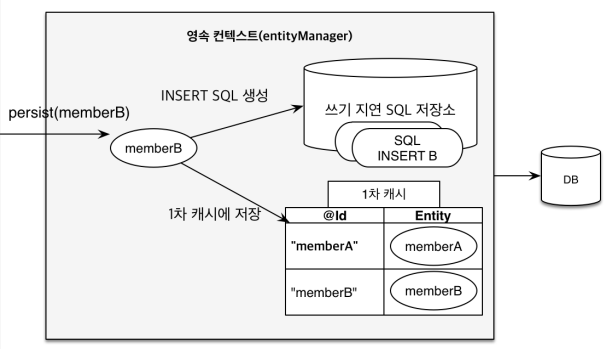 영속 컨텍스트(entityManager)
INSERT SQL 생성
persist(memberB)
쓰기 지연 SQL 저장소
memberB
SQL
INSERT B
DB
1차 캐시
1차 캐시에 저장
@Id Entity
"memberA" memberA
"memberB" memberB